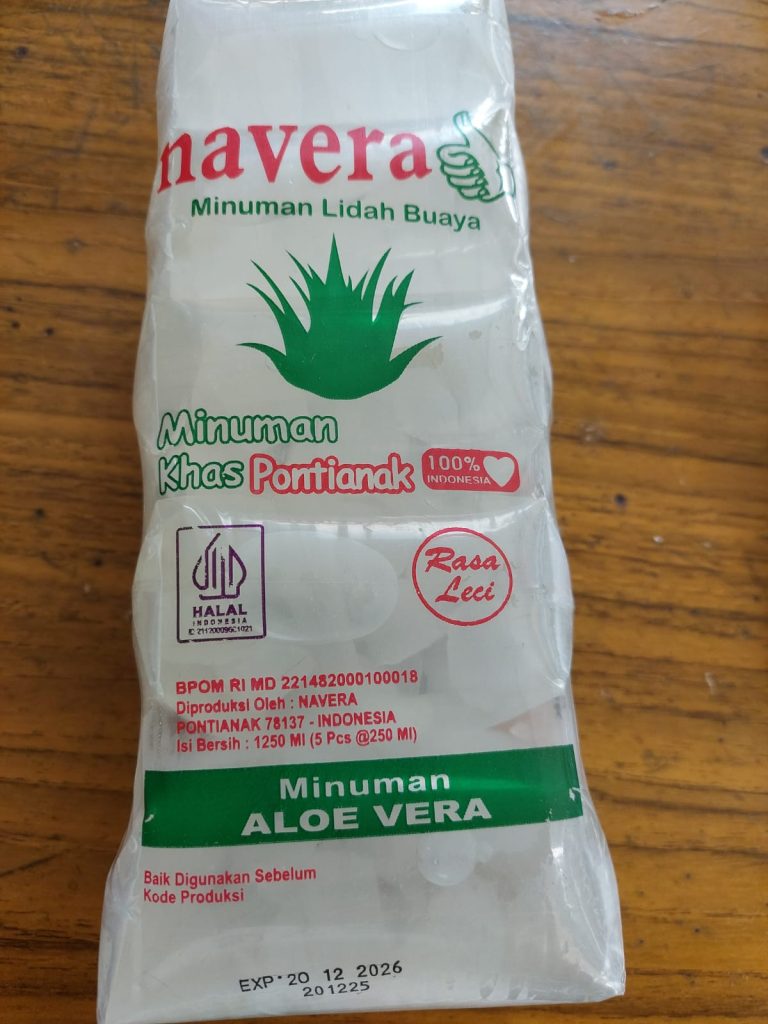 navera
Minuman Lidah Buaya
Minuman
Khas Pontianak
100%
INDONESIA
HALAL
INDONESIA
Rasa
Leci
BPOM RI MD 221482000100018
Diproduksi Oleh : NAVERA
PONTIANAK 78137 - INDONESIA
Isi Bersih : 1250 Ml (5 Pcs @250 Ml)
Minuman
ALOE VERA
Baik Digunakan Sebelum
Kode Produksi
EXP 20 12 2026
201225